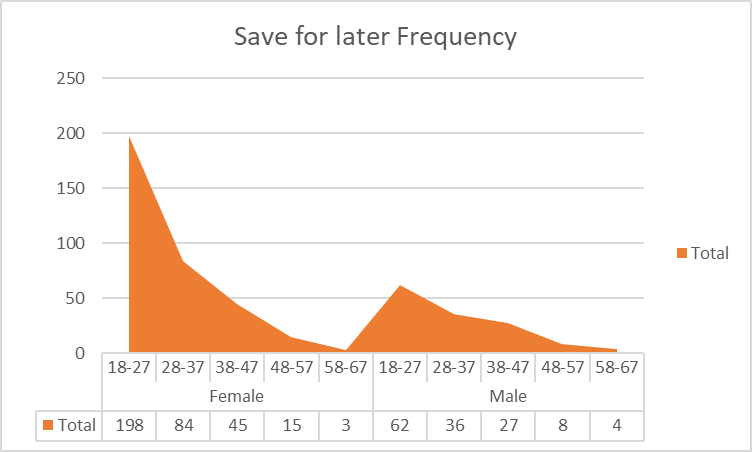 Save for later Frequency
250
200
150
100
50
0
18-27 28-37 38-47 48-57 58-67 18-27 28-37 38-47 48-57 58-67
Female Male
Total 198 84 45 15 3 62 36 27 8 4
Total